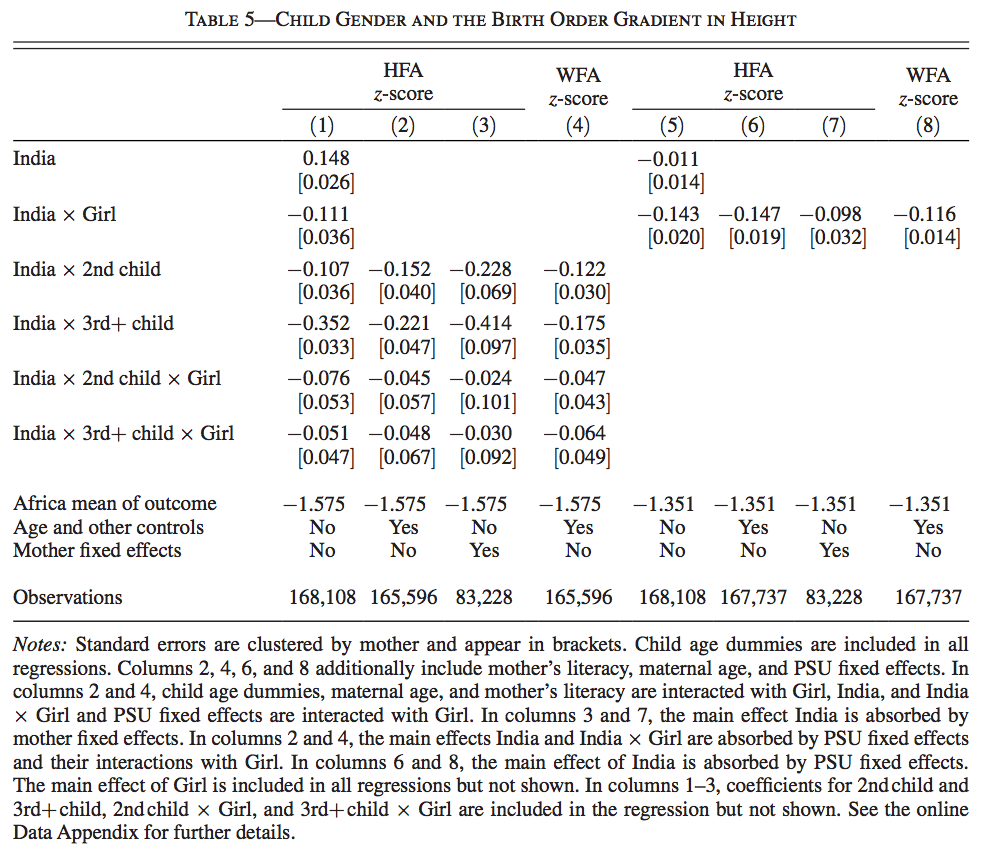 TABLE 5—CHILD GENDER AND THE BIRTH ORDER GRADIENT IN HEIGHT
HFA WFA HFA WFA
z-score z-score z-score z-score
(1) (2) (3) (4) (5) (6) (7) (8)
India 0.148 −0.011
[0.026] [0.014]
India × Girl −0.111 −0.143 −0.147 −0.098 −0.116
[0.036] [0.020] [0.019] [0.032] [0.014]
India × 2nd child −0.107 −0.152 −0.228 −0.122
[0.036] [0.040] [0.069] [0.030]
India × 3rd+ child −0.352 −0.221 −0.414 −0.175
[0.033] [0.047] [0.097] [0.035]
India × 2nd child × Girl −0.076 −0.045 −0.024 −0.047
[0.053] [0.057] [0.101] [0.043]
India × 3rd+ child × Girl −0.051 −0.048 −0.030 −0.064
[0.047] [0.067] [0.092] [0.049]
Africa mean of outcome −1.575 −1.575 −1.575 −1.575 −1.351 −1.351 −1.351 −1.351
Age and other controls No Yes No Yes No Yes No Yes
Mother fixed effects No No Yes No No No Yes No
Observations 168,108 165,596 83,228 165,596 168,108 167,737 83,228 167,737
Notes: Standard errors are clustered by mother and appear in brackets. Child age dummies are included in all
regressions. Columns 2, 4, 6, and 8 additionally include mother's literacy, maternal age, and PSU fixed effects. In
columns 2 and 4, child age dummies, maternal age, and mother's literacy are interacted with Girl, India, and India
× Girl and PSU fixed effects are interacted with Girl. In columns 3 and 7, the main effect India is absorbed by
mother fixed effects. In columns 2 and 4, the main effects India and India × Girl are absorbed by PSU fixed effects
and their interactions with Girl. In columns 6 and 8, the main effect of India is absorbed by PSU fixed effects.
The main effect of Girl is included in all regressions but not shown. In columns 1–3, coefficients for 2nd child and
3rd+ child, 2nd child × Girl, and 3rd+ child × Girl are included in the regression but not shown. See the online
Data Appendix for further details.